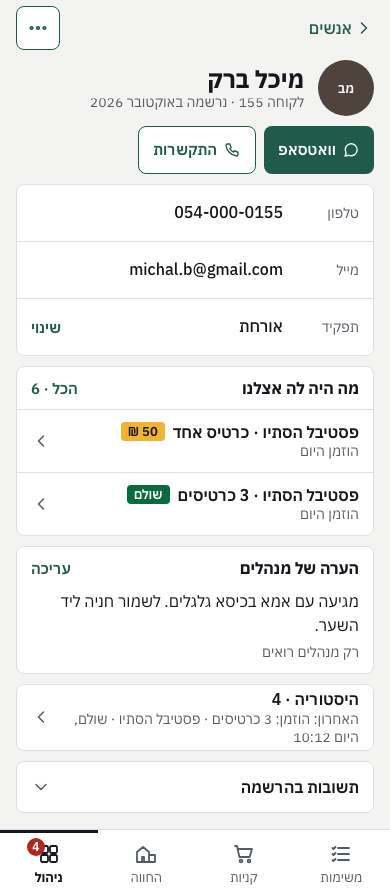 אנשים
מב
מיכל ברק
לקוחה 155 · נרשמה באוקטובר 2026
וואטסאפ
התקשרות
טלפון
054-000-0155
מייל
michal.b@gmail.com
תפקיד
אורחת
שינוי
מה היה לה אצלנו
הכל · 6
פסטיבל הסתיו · כרטיס אחד
50 ₪
הוזמן היום
פסטיבל הסתיו · 3 כרטיסים
שולם
הוזמן היום
הערה של מנהלים
עריכה
מגיעה עם אמא בכיסא גלגלים. לשמור חניה ליד
השער.
רק מנהלים רואים
היסטוריה · 4
האחרון: הוזמן: 3 כרטיסים · פסטיבל הסתיו · שולם,
היום 10:12
תשובות בהרשמה
משימות
קניות
החווה
ניהול
4